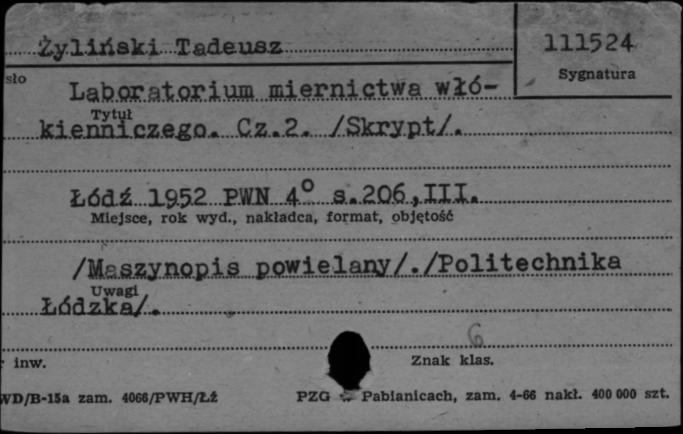 Żyliński Tadeusz
111524
sło
Sygnatura
Laboratorium miernictwa włó-
Tytuł
kienniczego. Cz.2. /Skrypt/.
Łódź 1952 PWN 4° s.206,III.
Miejsce, rok wyd., nakładca, format, objętość
/Maszynopis powielany/./Politechnika
Uwagi
Łódzka/.
6
r inw.
Znak klas.
WD/B-15a zam. 4066/PWH/Łź
PZG Pabianicach, zam. 4-66 nakł. 400 000 szt.